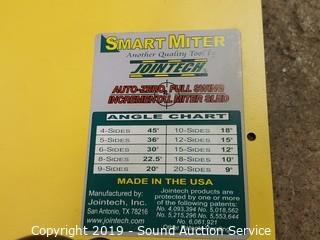 SMART MITER
Another Quality Tool By
JOINTECH
AUTO-ZERO, FULL SWING
INCREMENTAL MITER SLED
ANGLE CHART
4-SIDES 45° 10-SIDES 18°
5-SIDES 36° 12-SIDES 15°
6-SIDES 30° 15-SIDES 12°
8-SIDES 22.5° 18-SIDES 10°
9-SIDES 20° 20-SIDES 9°
MADE IN THE USA
Manufactured by:
Jointech, Inc.
San Antonio, TX 78216
www.jointech.com
Jointech products are
protected by one or more of
the following patents:
No. 4,093,394 No. 5,018,562
No. 5,215,296 No. 5,553,644
No. 6,061,921
Copyright 2019 - Sound Auction Service